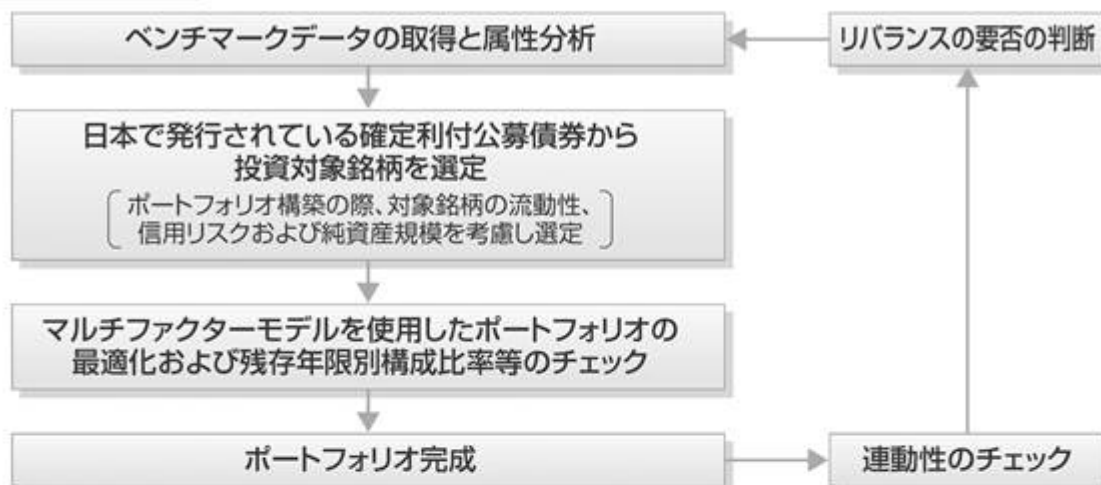 ベンチマークデータの取得と属性分析
リバランスの要否の判断
日本で発行されている確定利付公募債券から
投資対象銘柄を選定
ポートフォリオ構築の際、対象銘柄の流動性、
信用リスクおよび純資産規模を考慮し選定
マルチファクターモデルを使用したポートフォリオの
最適化および残存年限別構成比率等のチェック
ポートフォリオ完成
連動性のチェック